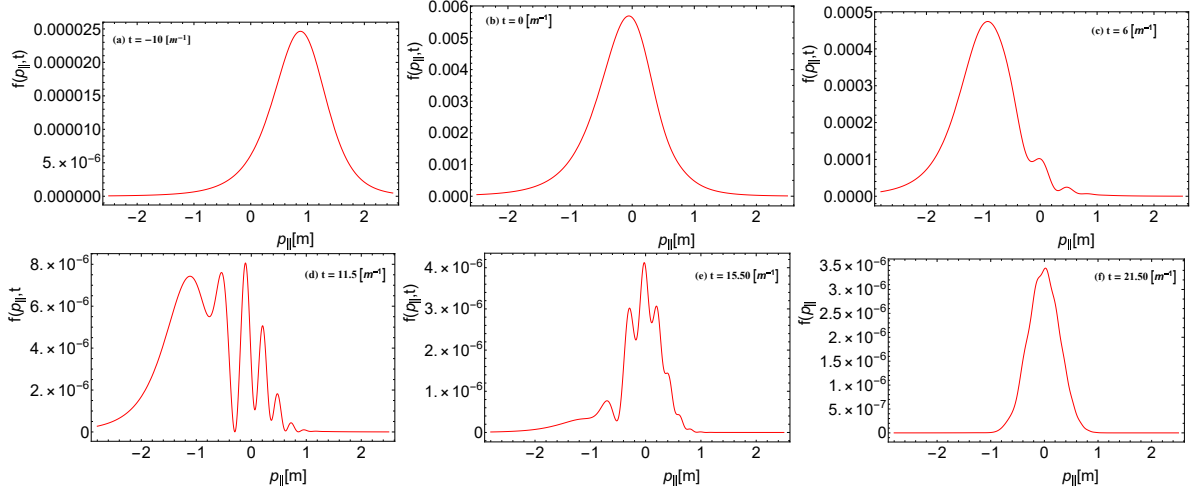 (a) t = −10 [m⁻¹]
f(p∥,t)
0.000025
0.000020
0.000015
0.000010
5.×10⁻⁶
0.000000
−2 −1 0 1 2
p∥[m]
(b) t = 0 [m⁻¹]
f(p∥,t)
0.006
0.005
0.004
0.003
0.002
0.001
0.000
−2 −1 0 1 2
p∥[m]
(c) t = 6 [m⁻¹]
f(p∥,t)
0.0005
0.0004
0.0003
0.0002
0.0001
0.0000
−2 −1 0 1 2
p∥[m]
(d) t = 11.5 [m⁻¹]
f(p∥,t
8.×10⁻⁶
6.×10⁻⁶
4.×10⁻⁶
2.×10⁻⁶
0
−2 −1 0 1 2
p∥[m]
(e) t = 15.50 [m⁻¹]
f(p∥,t)
4.×10⁻⁶
3.×10⁻⁶
2.×10⁻⁶
1.×10⁻⁶
0
−2 −1 0 1 2
p∥[m]
(f) t = 21.50 [m⁻¹]
f(p∥
3.5×10⁻⁶
3.×10⁻⁶
2.5×10⁻⁶
2.×10⁻⁶
1.5×10⁻⁶
1.×10⁻⁶
5.×10⁻⁷
0
−2 −1 0 1 2
p∥[m]